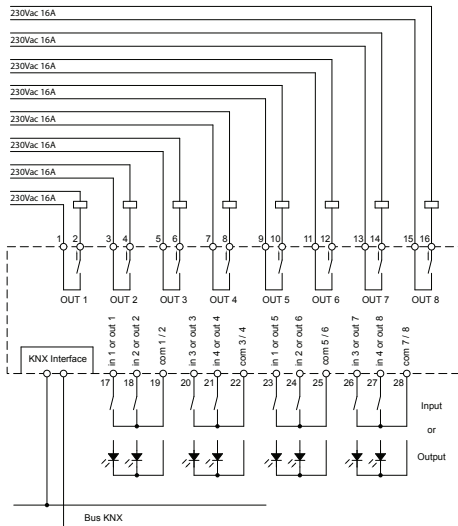 230Vac 16A
230Vac 16A
230Vac 16A
230Vac 16A
230Vac 16A
230Vac 16A
230Vac 16A
230Vac 16A
1 2 3 4 5 6 7 8 9 10 11 12 13 14 15 16
OUT 1 OUT 2 OUT 3 OUT 4 OUT 5 OUT 6 OUT 7 OUT 8
in 1 or out 1
in 2 or out 2
com 1 / 2
in 3 or out 3
in 4 or out 4
com 3 / 4
in 1 or out 5
in 2 or out 6
com 5 / 6
in 3 or out 7
in 4 or out 8
com 7 / 8
KNX Interface
17 18 19 20 21 22 23 24 25 26 27 28
Input
or
Output
Bus KNX